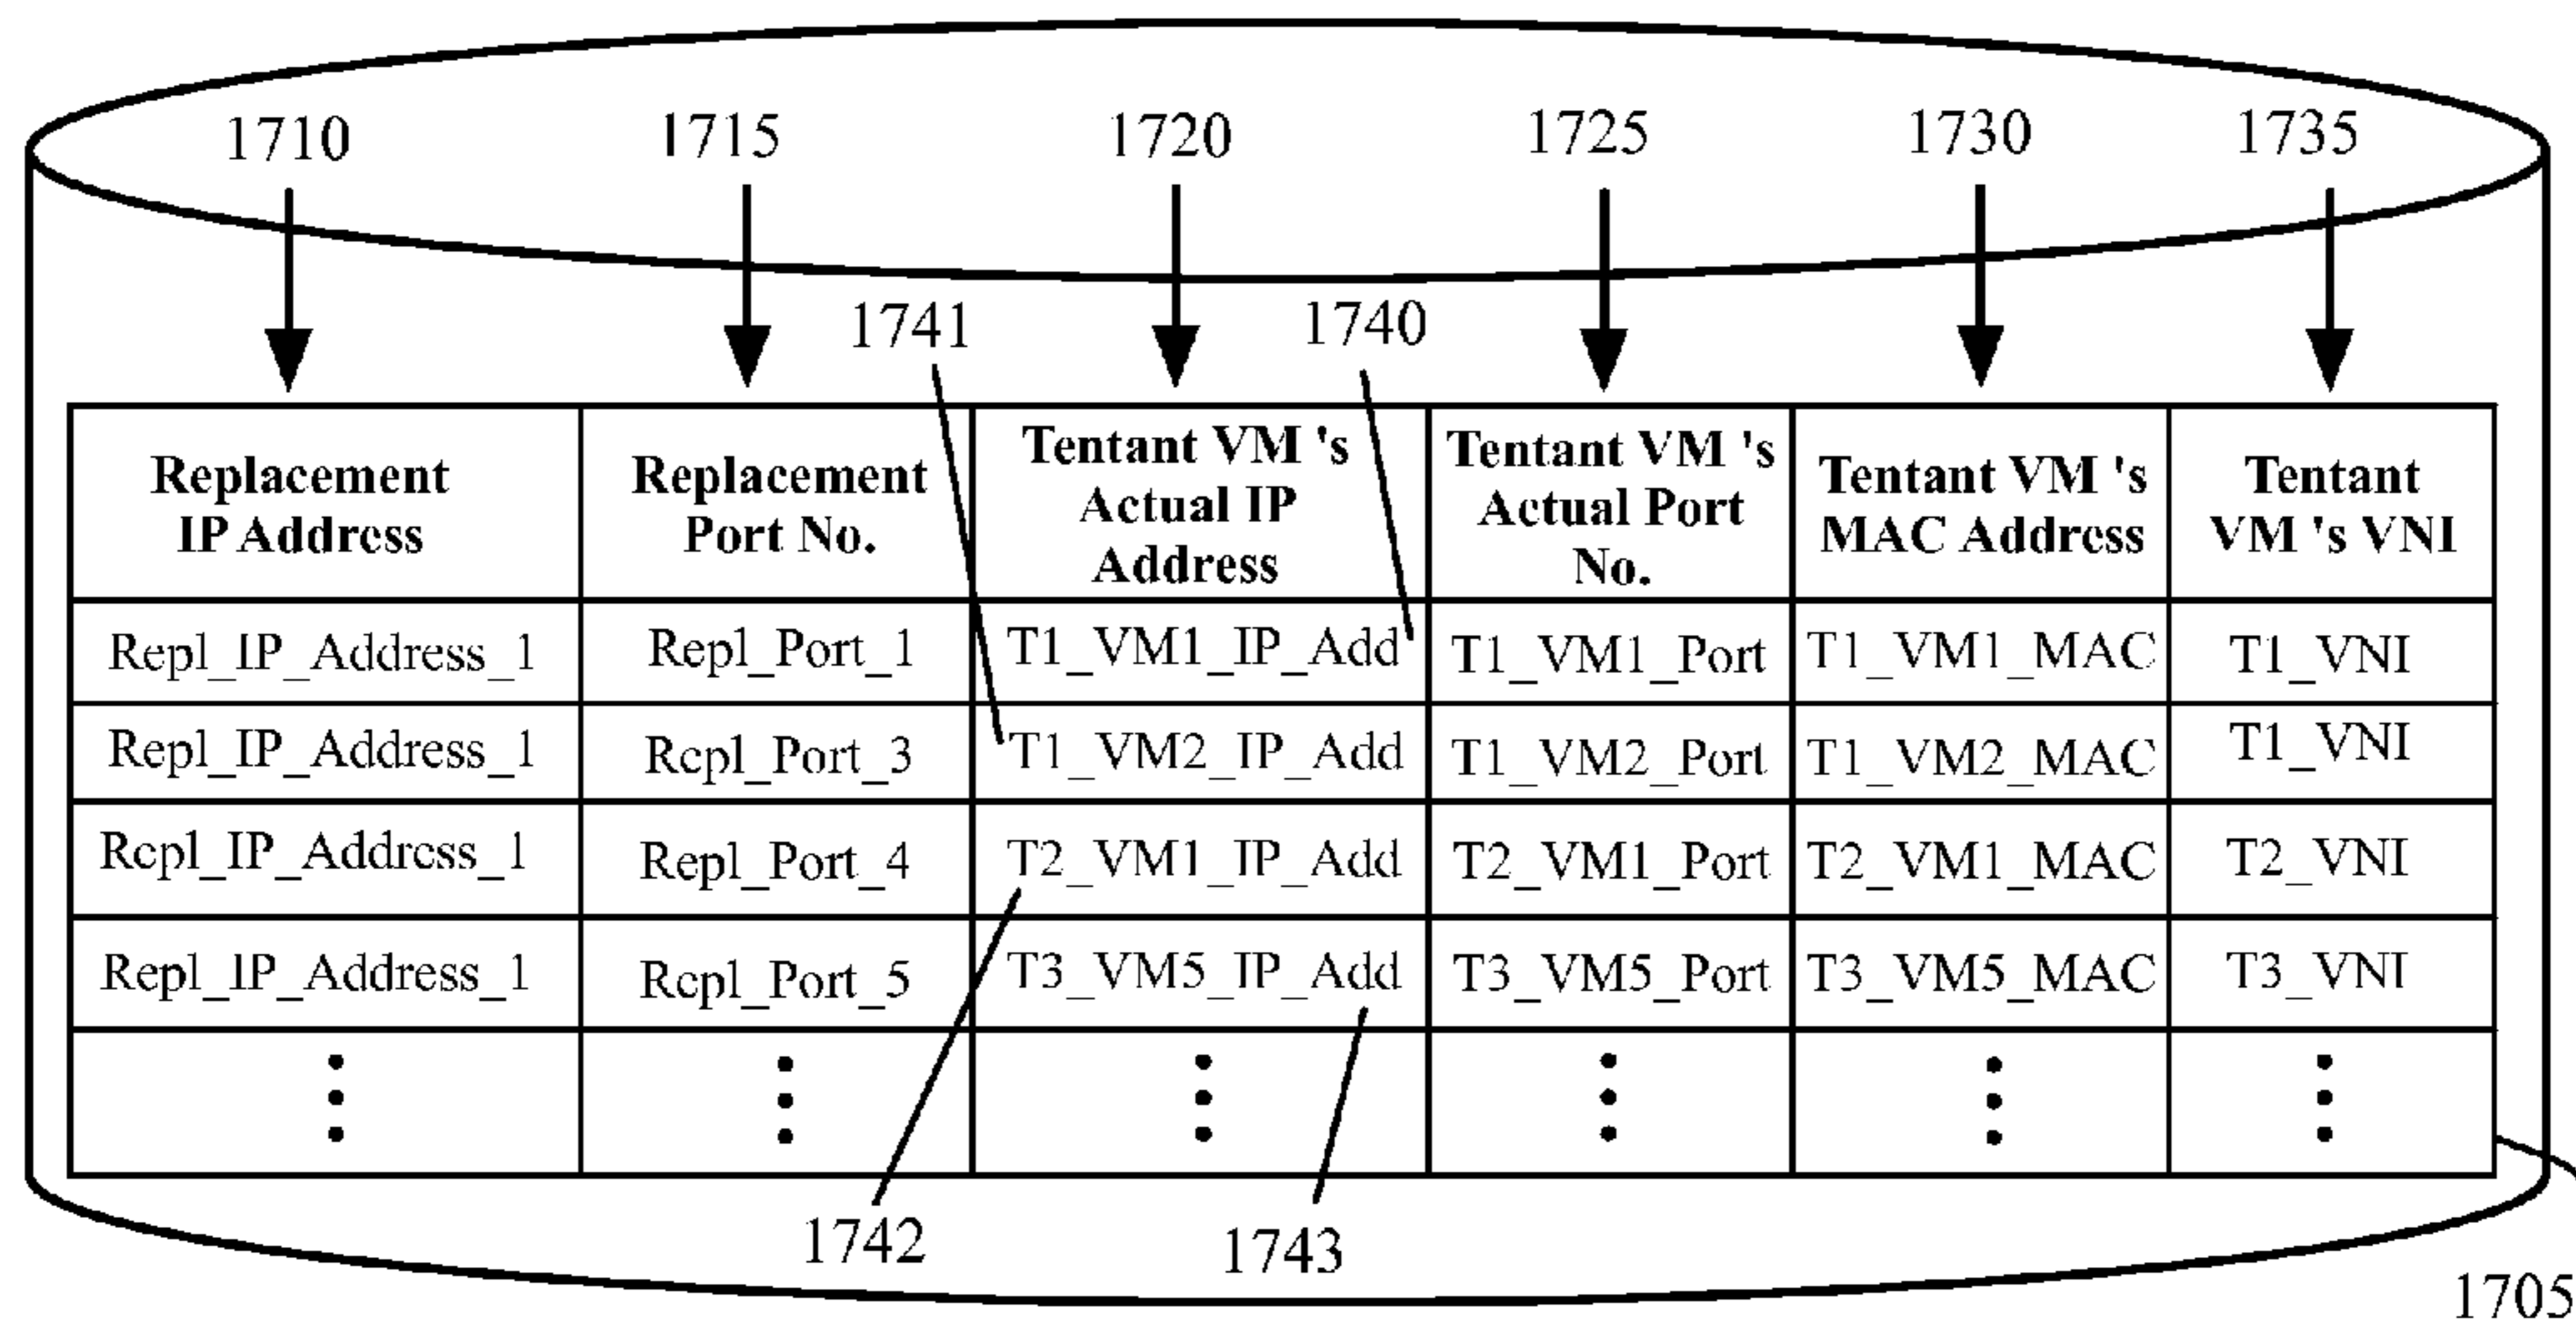 1710 1715 1720 1725 1730 1735
1741 1740
Replacement IP Address
Replacement Port No.
Tentant VM 's Actual IP Address
Tentant VM 's Actual Port No.
Tentant VM 's MAC Address
Tentant VM 's VNI
Repl_IP_Address_1 Repl_Port_1 T1_VM1_IP_Add T1_VM1_Port T1_VM1_MAC T1_VNI
Repl_IP_Address_1 Repl_Port_3 T1_VM2_IP_Add T1_VM2_Port T1_VM2_MAC T1_VNI
Repl_IP_Address_1 Repl_Port_4 T2_VM1_IP_Add T2_VM1_Port T2_VM1_MAC T2_VNI
Repl_IP_Address_1 Repl_Port_5 T3_VM5_IP_Add T3_VM5_Port T3_VM5_MAC T3_VNI
1742 1743
1705